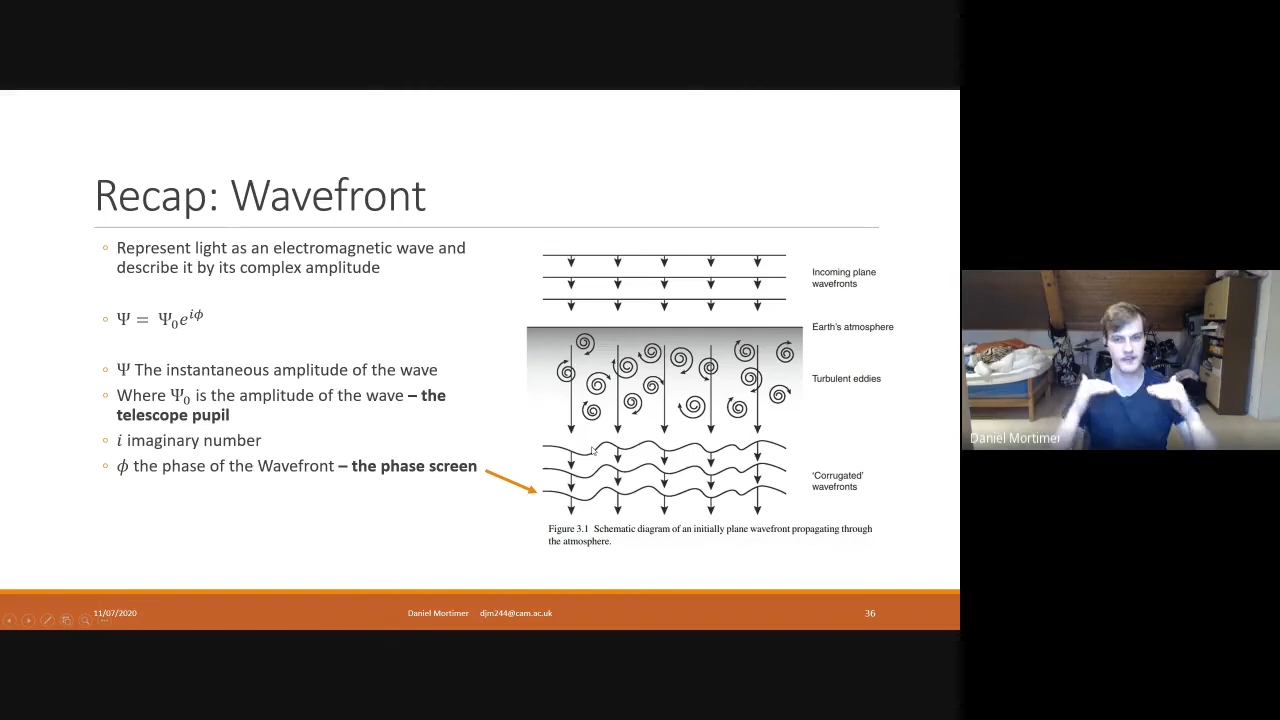 Recap: Wavefront
Represent light as an electromagnetic wave and
describe it by its complex amplitude
Ψ = Ψ₀e^{iϕ}
Ψ The instantaneous amplitude of the wave
Where Ψ₀ is the amplitude of the wave – the
telescope pupil
i imaginary number
ϕ the phase of the Wavefront – the phase screen
Incoming plane
wavefronts
Earth's atmosphere
Turbulent eddies
'Corrugated'
wavefronts
Figure 3.1 Schematic diagram of an initially plane wavefront propagating through
the atmosphere.
11/07/2020
Daniel Mortimer djm244@cam.ac.uk
36
Daniel Mortimer